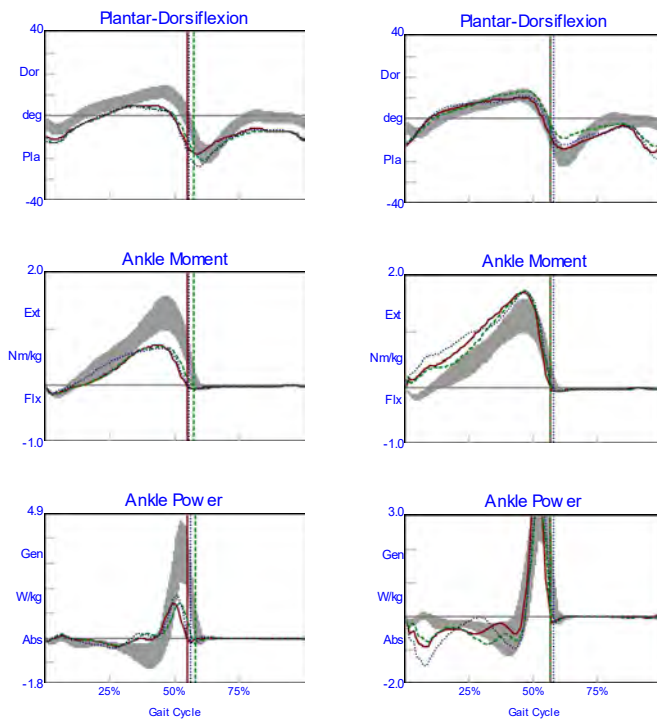 Plantar-Dorsiflexion
40
Dor
deg
Pla
-40
Plantar-Dorsiflexion
40
Dor
deg
Pla
-40
Ankle Moment
2.0
Ext
Nm/kg
Flx
-1.0
Ankle Moment
2.0
Ext
Nm/kg
Flx
-1.0
Ankle Power
4.9
Gen
W/kg
Abs
-1.8
25% 50% 75%
Gait Cycle
Ankle Power
3.0
Gen
W/kg
Abs
-2.0
25% 50% 75%
Gait Cycle